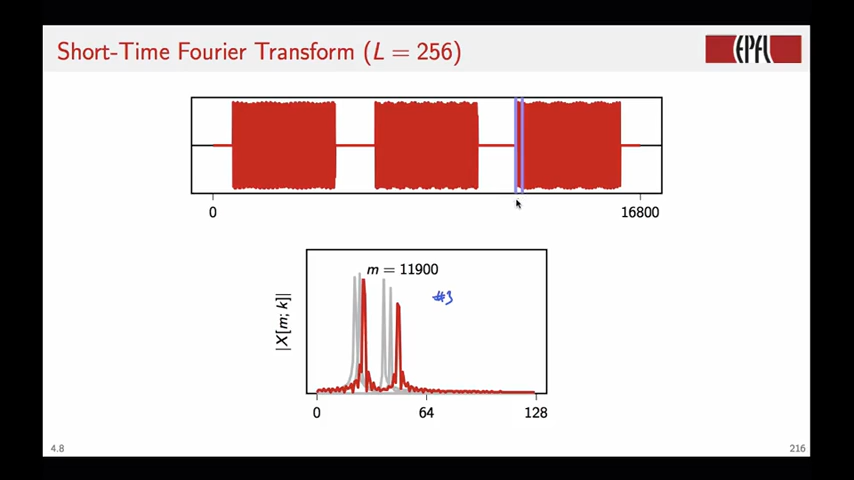 Short-Time Fourier Transform (L = 256)
EPFL
0
16800
m = 11900
#3
|X[m; k]|
0
64
128
4.8
216